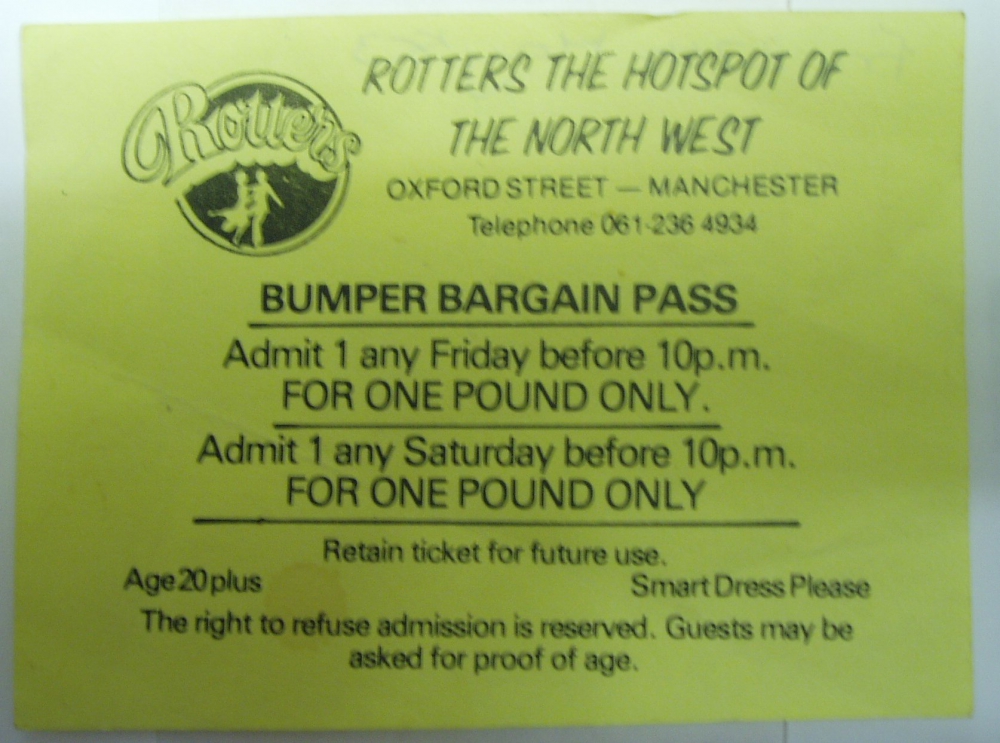 Rotters
ROTTERS THE HOTSPOT OF
THE NORTH WEST
OXFORD STREET — MANCHESTER
Telephone 061-236 4934
BUMPER BARGAIN PASS
Admit 1 any Friday before 10p.m.
FOR ONE POUND ONLY.
Admit 1 any Saturday before 10p.m.
FOR ONE POUND ONLY
Retain ticket for future use.
Age 20 plus
Smart Dress Please
The right to refuse admission is reserved. Guests may be
asked for proof of age.